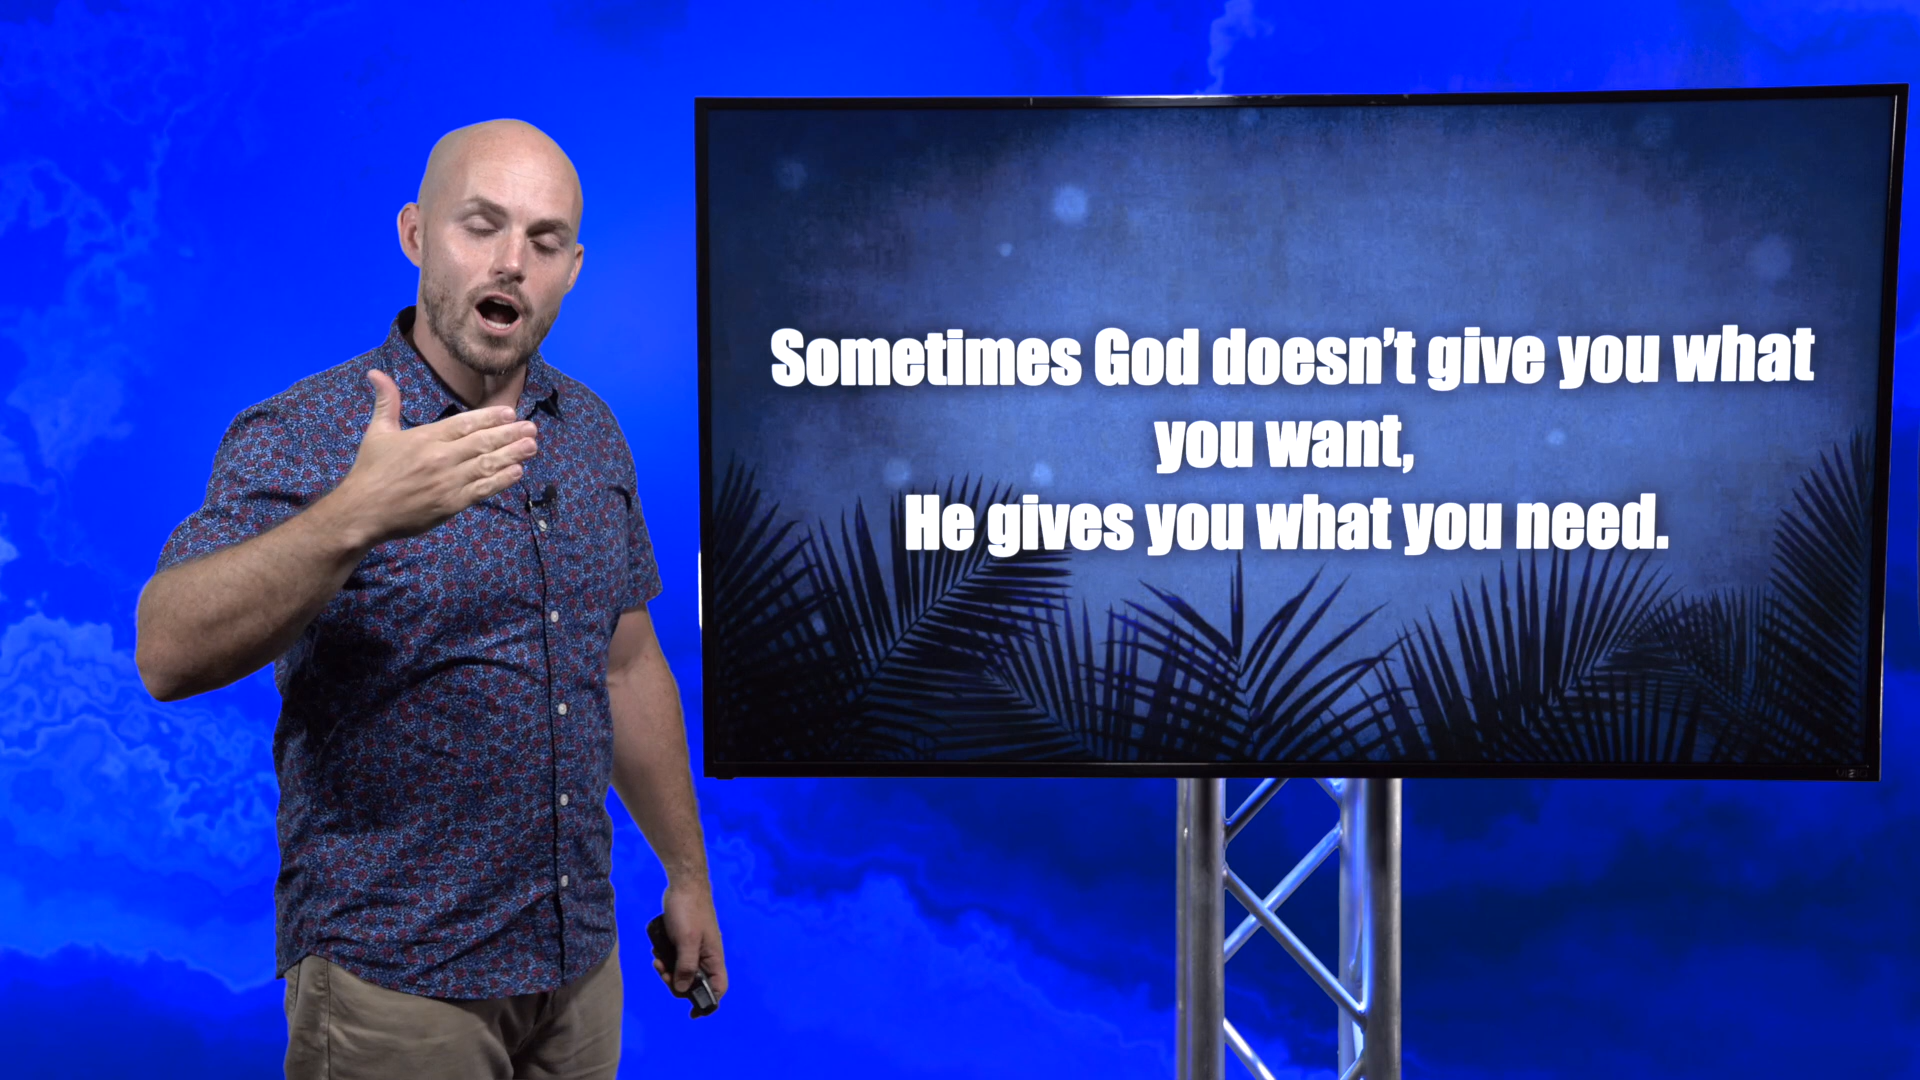 Sometimes God doesn’t give you what
you want,
He gives you what you need.